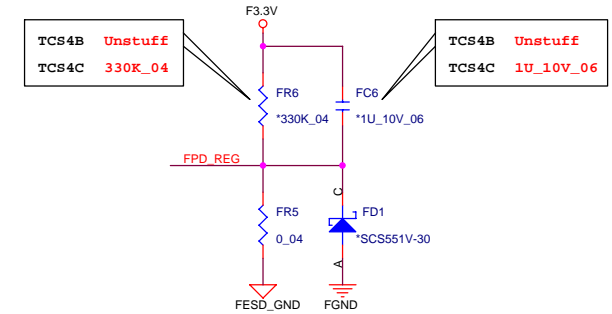 F3.3V
TCS4B Unstuff
TCS4C 330K_04
TCS4B Unstuff
TCS4C 1U_10V_06
FR6
*330K_04
FC6
*1U_10V_06
FPD_REG
FR5
0_04
C
FD1
*SCS551V-30
A
FESD_GND
FGND